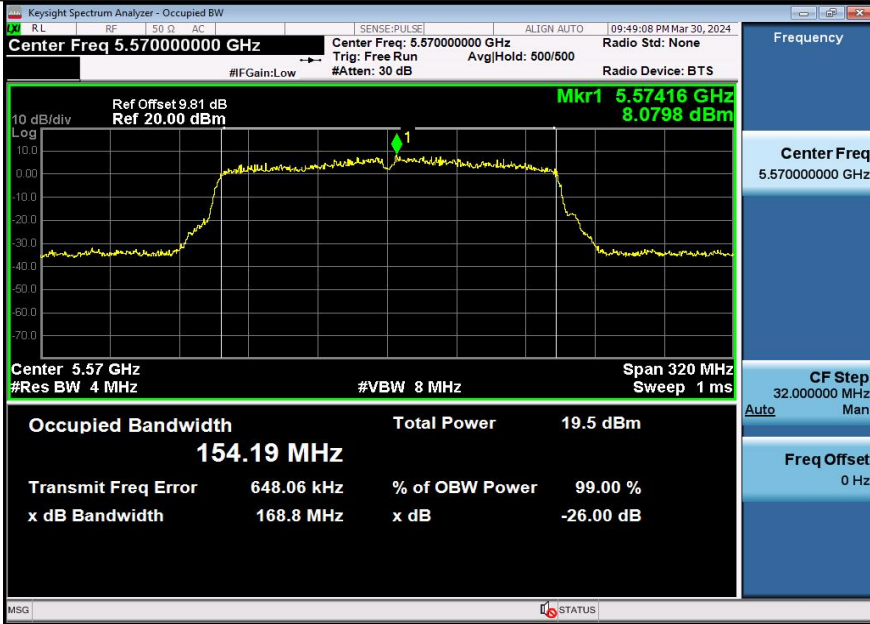 Keysight Spectrum Analyzer - Occupied BW
LXI RL RF 50 Ω AC SENSE:PULSE ALIGN AUTO 09:49:08 PM Mar 30, 2024
Center Freq 5.570000000 GHz
Center Freq: 5.570000000 GHz
Radio Std: None
Trig: Free Run Avg|Hold: 500/500
#IFGain:Low
#Atten: 30 dB
Radio Device: BTS
Ref Offset 9.81 dB
Mkr1 5.57416 GHz
10 dB/div Ref 20.00 dBm
8.0798 dBm
Log
1
10.0
0.00
-10.0
-20.0
-30.0
-40.0
-50.0
-60.0
-70.0
Center 5.57 GHz
Span 320 MHz
#Res BW 4 MHz
#VBW 8 MHz
Sweep 1 ms
Occupied Bandwidth
154.19 MHz
Total Power 19.5 dBm
Transmit Freq Error 648.06 kHz
% of OBW Power 99.00 %
x dB Bandwidth 168.8 MHz
x dB -26.00 dB
Frequency
Center Freq
5.570000000 GHz
CF Step
32.000000 MHz
Auto Man
Freq Offset
0 Hz
MSG
STATUS